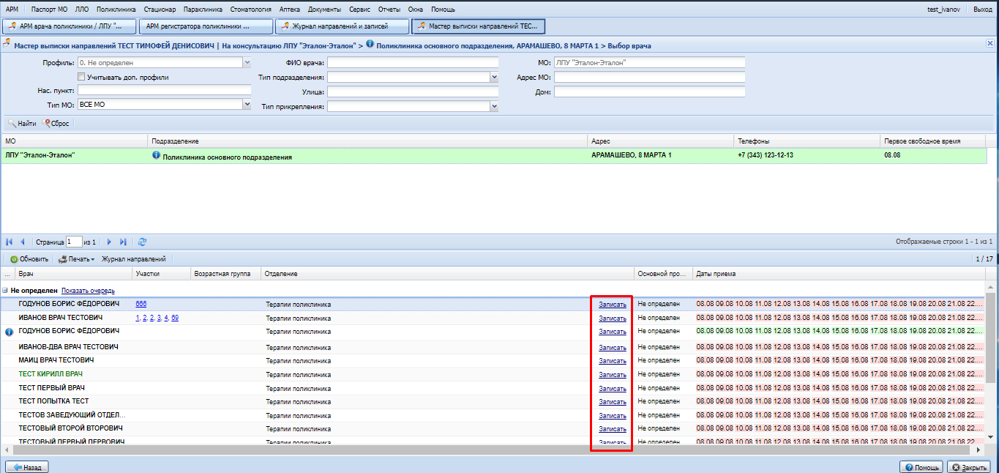 АРМ Паспорт МО ЛЛО Поликлиника Стационар Параклиника Стоматология Аптека Документы Сервис Отчеты Окна Помощь test_ivanov Выход
АРМ врача поликлиники / ЛПУ "... АРМ регистратора поликлиники ... Журнал направлений и записей Мастер выписки направлений ТЕС...
Мастер выписки направлений ТЕСТ ТИМОФЕЙ ДЕНИСОВИЧ | На консультацию ЛПУ "Эталон-Эталон" > Поликлиника основного подразделения, АРАМАШЕВО, 8 МАРТА 1 > Выбор врача
Профиль: 0. Не определен ФИО врача: МО: ЛПУ "Эталон-Эталон"
Учитывать доп. профили Тип подразделения: Адрес МО:
Нас. пункт: Улица: Дом:
Тип МО: ВСЕ МО Тип прикрепления:
Найти Сброс
МО Подразделение Адрес Телефоны Первое свободное время
ЛПУ "Эталон-Эталон" Поликлиника основного подразделения АРАМАШЕВО, 8 МАРТА 1 +7 (343) 123-12-13 08.08
Страница 1 из 1 Отображаемые строки 1 - 1 из 1
Обновить Печать Журнал направлений 1 / 17
... Врач Участки Возрастная группа Отделение Основной про... Даты приема
Не определен Показать очередь
ГОДУНОВ БОРИС ФЁДОРОВИЧ 666 Терапии поликлиника Записать Не определен 08.08 09.08 10.08 11.08 12.08 13.08 14.08 15.08 16.08 17.08 18.08 19.08 20.08 21.08 22....
ИВАНОВ ВРАЧ ТЕСТОВИЧ 1, 2, 2, 3, 4, 69 Терапии поликлиника Записать Не определен 08.08 09.08 10.08 11.08 12.08 13.08 14.08 15.08 16.08 17.08 18.08 19.08 20.08 21.08 22....
ГОДУНОВ БОРИС ФЁДОРОВИЧ Терапии поликлиника Записать Не определен 08.08 09.08 10.08 11.08 12.08 13.08 14.08 15.08 16.08 17.08 18.08 19.08 20.08 21.08 22....
ИВАНОВ-ДВА ВРАЧ ТЕСТОВИЧ Терапии поликлиника Записать Не определен 08.08 09.08 10.08 11.08 12.08 13.08 14.08 15.08 16.08 17.08 18.08 19.08 20.08 21.08 22....
МАИЦ ВРАЧ ТЕСТОВИЧ Терапии поликлиника Записать Не определен 08.08 09.08 10.08 11.08 12.08 13.08 14.08 15.08 16.08 17.08 18.08 19.08 20.08 21.08 22....
ТЕСТ КИРИЛЛ ВРАЧ Терапии поликлиника Записать Не определен 08.08 09.08 10.08 11.08 12.08 13.08 14.08 15.08 16.08 17.08 18.08 19.08 20.08 21.08 22....
ТЕСТ ПЕРВЫЙ ВРАЧ Терапии поликлиника Записать Не определен 08.08 09.08 10.08 11.08 12.08 13.08 14.08 15.08 16.08 17.08 18.08 19.08 20.08 21.08 22....
ТЕСТ ПОПЫТКА ТЕСТ Терапии поликлиника Записать Не определен 08.08 09.08 10.08 11.08 12.08 13.08 14.08 15.08 16.08 17.08 18.08 19.08 20.08 21.08 22....
ТЕСТОВ ЗАВЕДУЮЩИЙ ОТДЕЛ... Терапии поликлиника Записать Не определен 08.08 09.08 10.08 11.08 12.08 13.08 14.08 15.08 16.08 17.08 18.08 19.08 20.08 21.08 22....
ТЕСТОВЫЙ ВТОРОЙ ВТОРОВИЧ Терапии поликлиника Записать Не определен 08.08 09.08 10.08 11.08 12.08 13.08 14.08 15.08 16.08 17.08 18.08 19.08 20.08 21.08 22....
ТЕСТОВЫЙ ПЕРВЫЙ ПЕРВОВИЧ Терапии поликлиника Записать Не определен 08.08 09.08 10.08 11.08 12.08 13.08 14.08 15.08 16.08 17.08 18.08 19.08 20.08 21.08 22....
Назад Помощь Закрыть